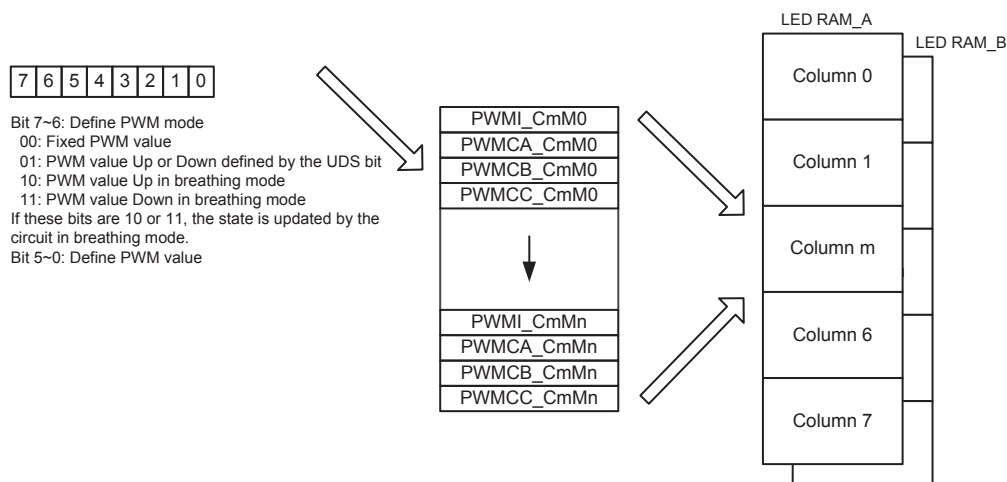 7 6 5 4 3 2 1 0
Bit 7~6: Define PWM mode
00: Fixed PWM value
01: PWM value Up or Down defined by the UDS bit
10: PWM value Up in breathing mode
11: PWM value Down in breathing mode
If these bits are 10 or 11, the state is updated by the
circuit in breathing mode.
Bit 5~0: Define PWM value
PWMI_CmM0
PWMCA_CmM0
PWMCB_CmM0
PWMCC_CmM0
PWMI_CmMn
PWMCA_CmMn
PWMCB_CmMn
PWMCC_CmMn
LED RAM_A
LED RAM_B
Column 0
Column 1
Column m
Column 6
Column 7